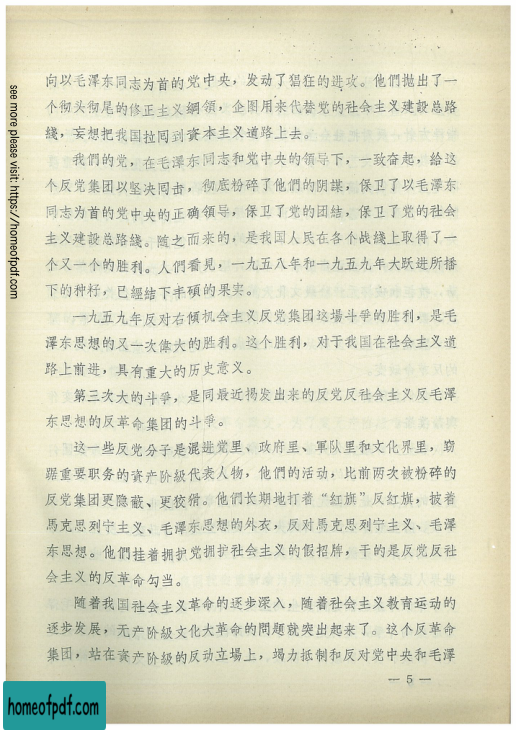 向以毛澤东同志为首的党中央，发动了猖狂的进攻。他們抛出了一
个彻头彻尾的修正主义綱領，企图用来代替党的社会主义建設总路
綫，妄想把我国拉囘到資本主义道路上去。
我們的党，在毛澤东同志和党中央的领导下，一致奋起，給这
个反党集团以坚决囘击，彻底粉碎了他們的阴謀，保卫了以毛澤东
同志为首的党中央的正确領导，保卫了党的团結，保卫了党的社会
主义建設总路綫。随之而来的，是我国人民在各个战綫上取得了一
个又一个的胜利。人們看見，一九五八年和一九五九年大跃进所播
下的种籽，已經結下丰碩的果实。
一九五九年反对右傾机会主义反党集团这場斗爭的胜利，是毛
澤东思想的又一次偉大的胜利。这个胜利，对于我国在社会主义道
路上前进，具有重大的历史意义。
第三次大的斗爭，是同最近揭发出来的反党反社会主义反毛澤
东思想的反革命集团的斗爭。
这一些反党分子是混进党里、政府里、軍队里和文化界里，窃
踞重要职务的資产阶級代表人物，他們的活动，比前两次被粉碎的
反党集团更隐蔽、更狡猾。他們长期地打着“紅旗”反紅旗，披着
馬克思列宁主义、毛澤东思想的外衣，反对馬克思列宁主义、毛澤
东思想。他們挂着拥护党拥护社会主义的假招牌，干的是反党反社
会主义的反革命勾当。
随着我国社会主义革命的逐步深入，随着社会主义教育运动的
逐步发展，无产阶級文化大革命的問題就突出起来了。这个反革命
集团，站在資产阶級的反动立場上，竭力抵制和反对党中央和毛澤
— 5 —
see more please visit: https://homeofpdf.com
homeofpdf.com